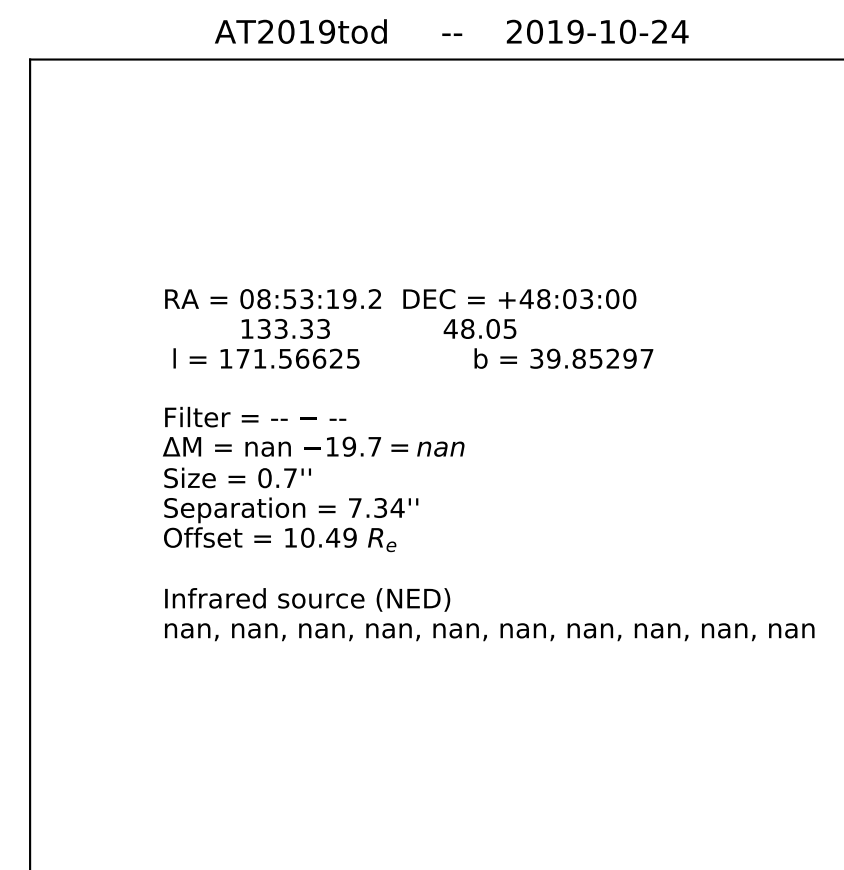 AT2019tod -- 2019-10-24
RA = 08:53:19.2 DEC = +48:03:00
133.33 48.05
l = 171.56625 b = 39.85297
Filter = -- − --
ΔM = nan −19.7 = nan
Size = 0.7''
Separation = 7.34''
Offset = 10.49 Re
Infrared source (NED)
nan, nan, nan, nan, nan, nan, nan, nan, nan, nan